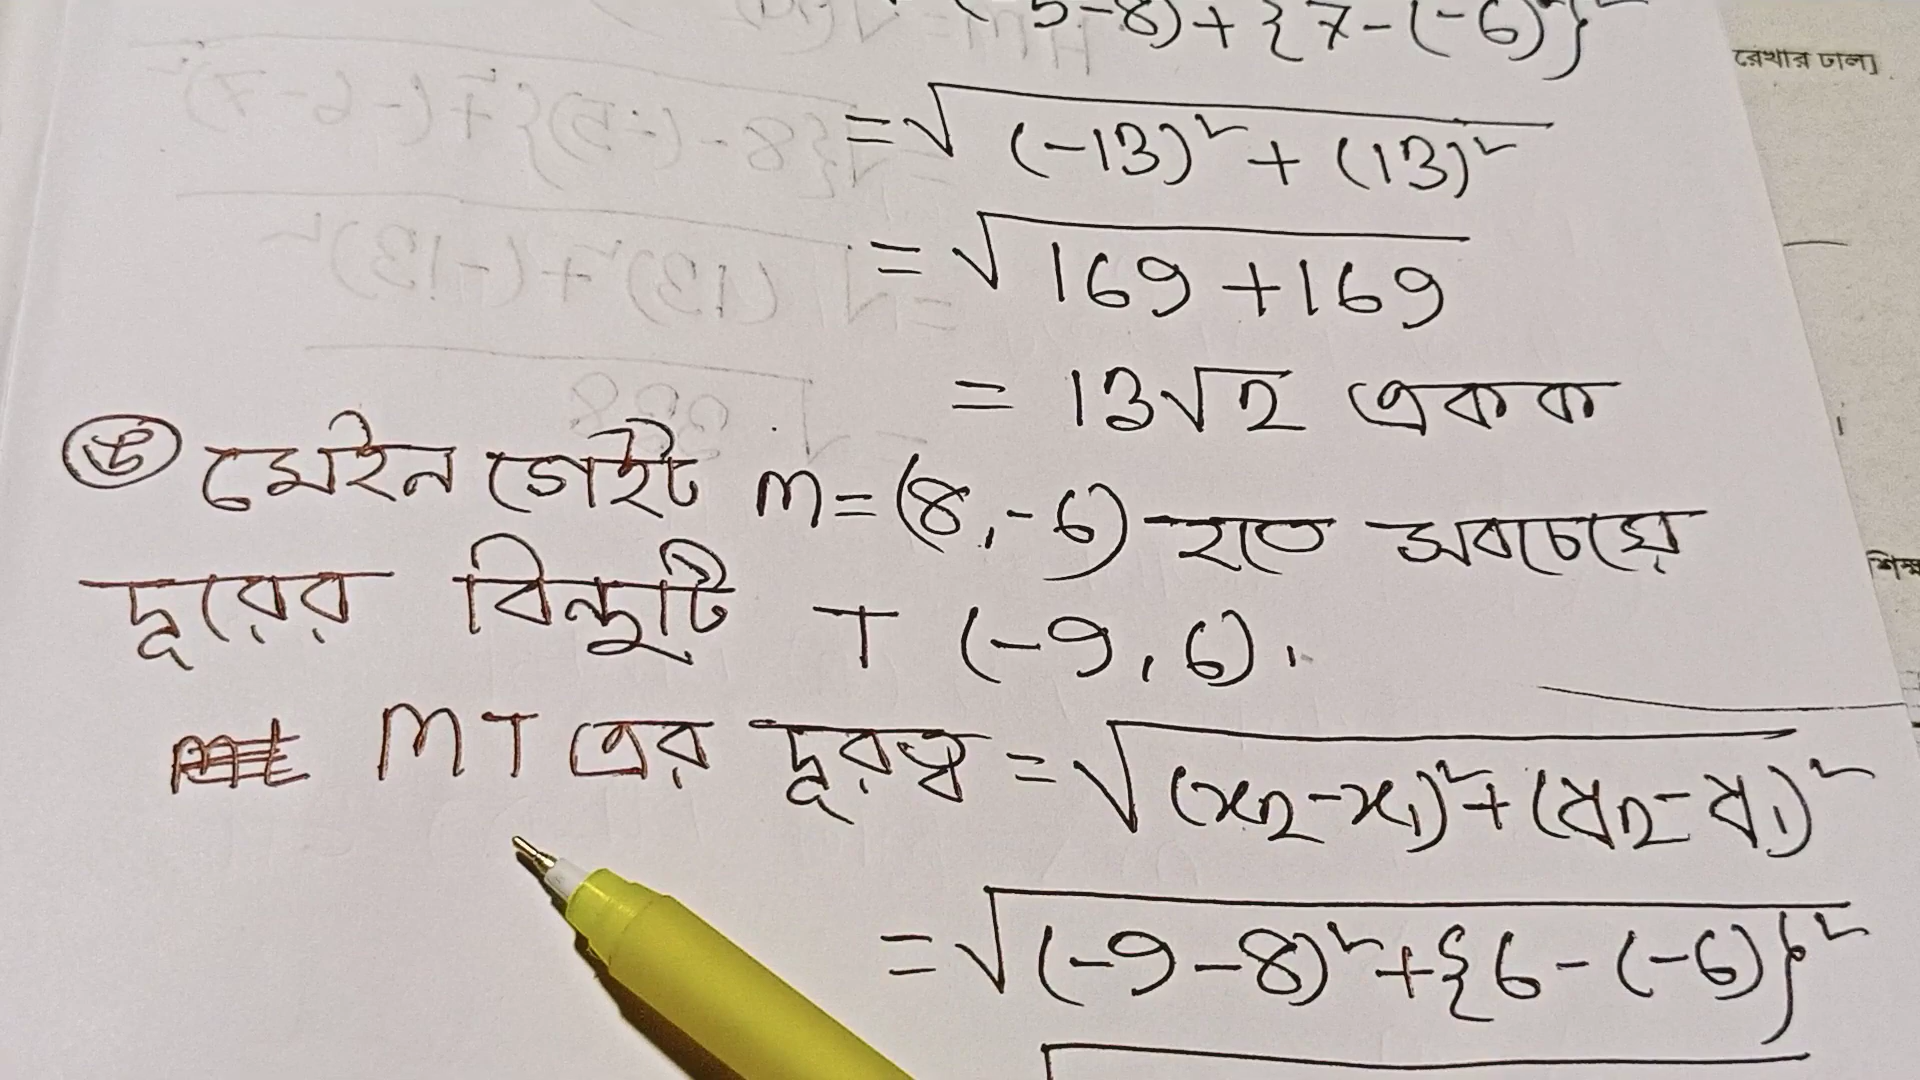 (-5-8)+{7-(-6)}²
রেখার ঢাল
=√(-13)²+(13)²
=√169+169
= 13√2 একক
ঙ মেইন গেইট M=(8,-6) হতে সবচেয়ে
দূরের বিন্দুটি T (-9,6).
MT এর দূরত্ব =√(x2-x1)²+(y2-y1)²
=√(-9-8)²+{6-(-6)}²